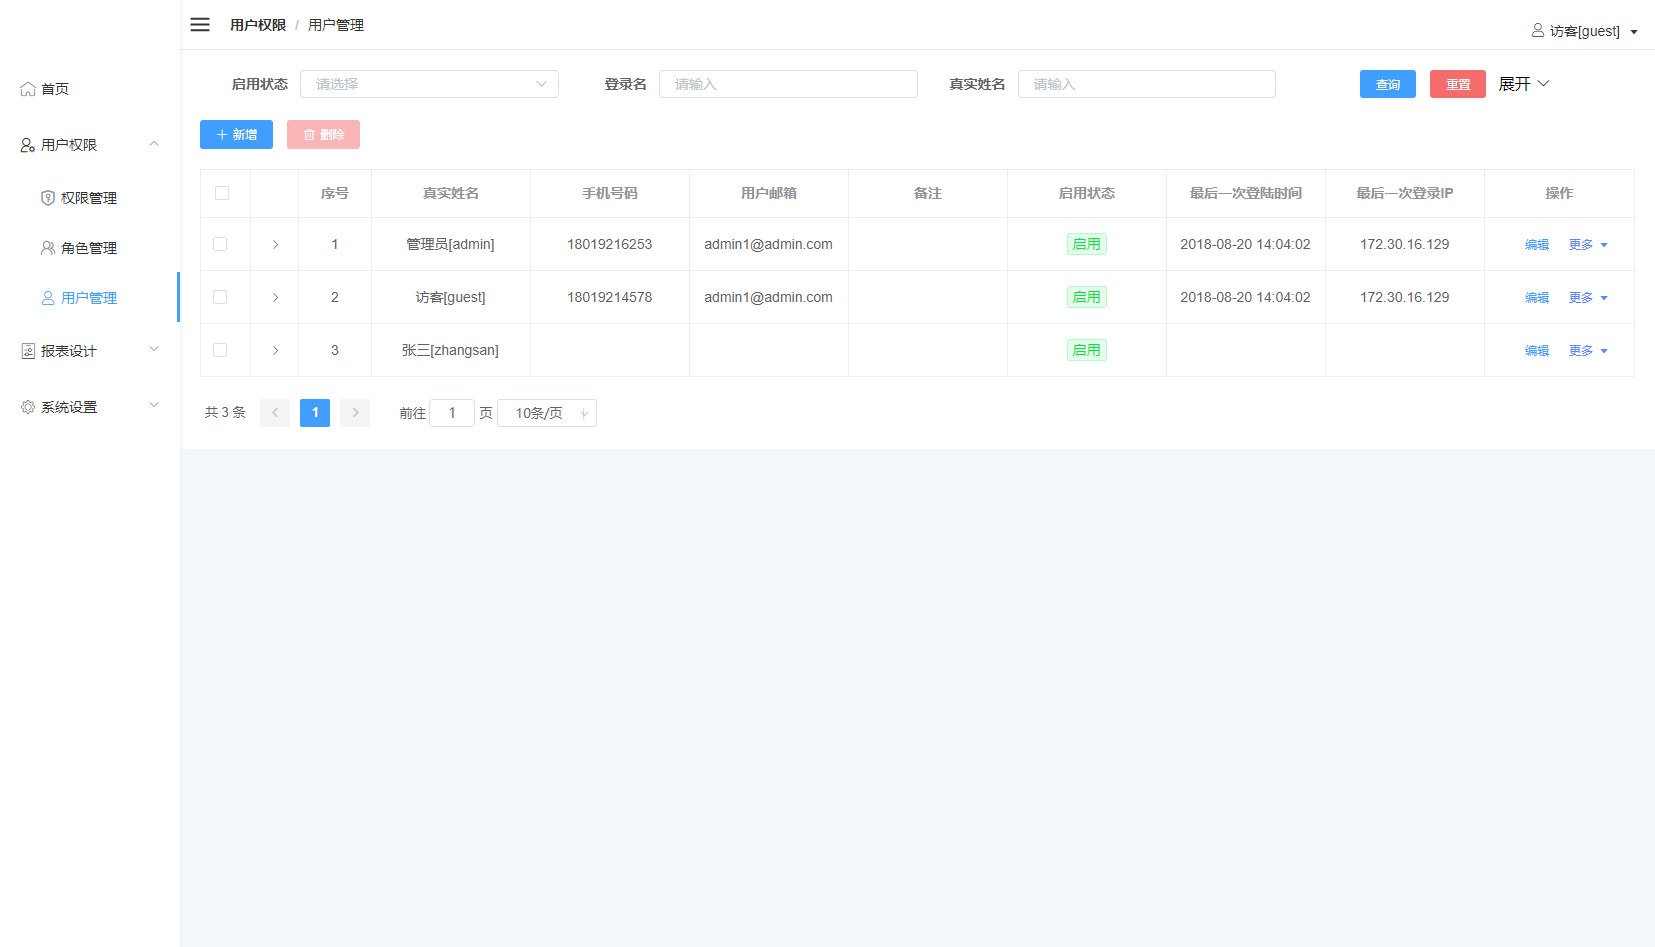 用户权限 / 用户管理
访客[guest]
首页
用户权限
权限管理
角色管理
用户管理
报表设计
系统设置
启用状态 请选择 登录名 请输入 真实姓名 请输入 查询 重置 展开
新增 删除
序号 真实姓名 手机号码 用户邮箱 备注 启用状态 最后一次登陆时间 最后一次登录IP 操作
1 管理员[admin] 18019216253 admin1@admin.com 启用 2018-08-20 14:04:02 172.30.16.129 编辑 更多
2 访客[guest] 18019214578 admin1@admin.com 启用 2018-08-20 14:04:02 172.30.16.129 编辑 更多
3 张三[zhangsan] 启用 编辑 更多
共 3 条 1 前往 1 页 10条/页